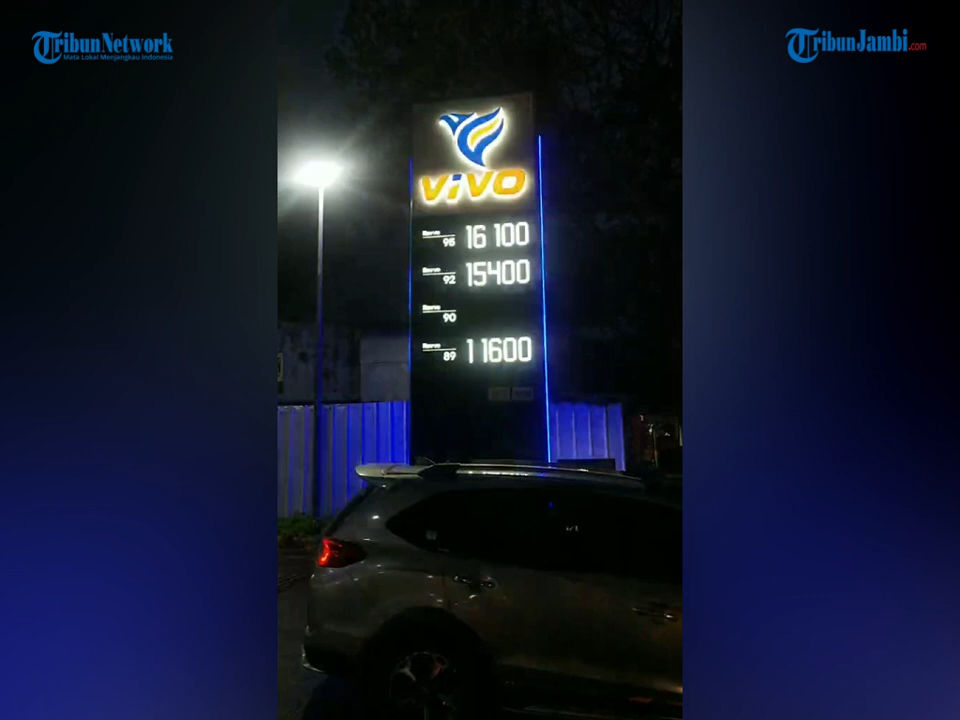 TribunNetwork
Mata Lokal Menjangkau Indonesia
TribunJambi.com
VIVO
Revvo 95 16 100
Revvo 92 15400
Revvo 90
Revvo 89 11600